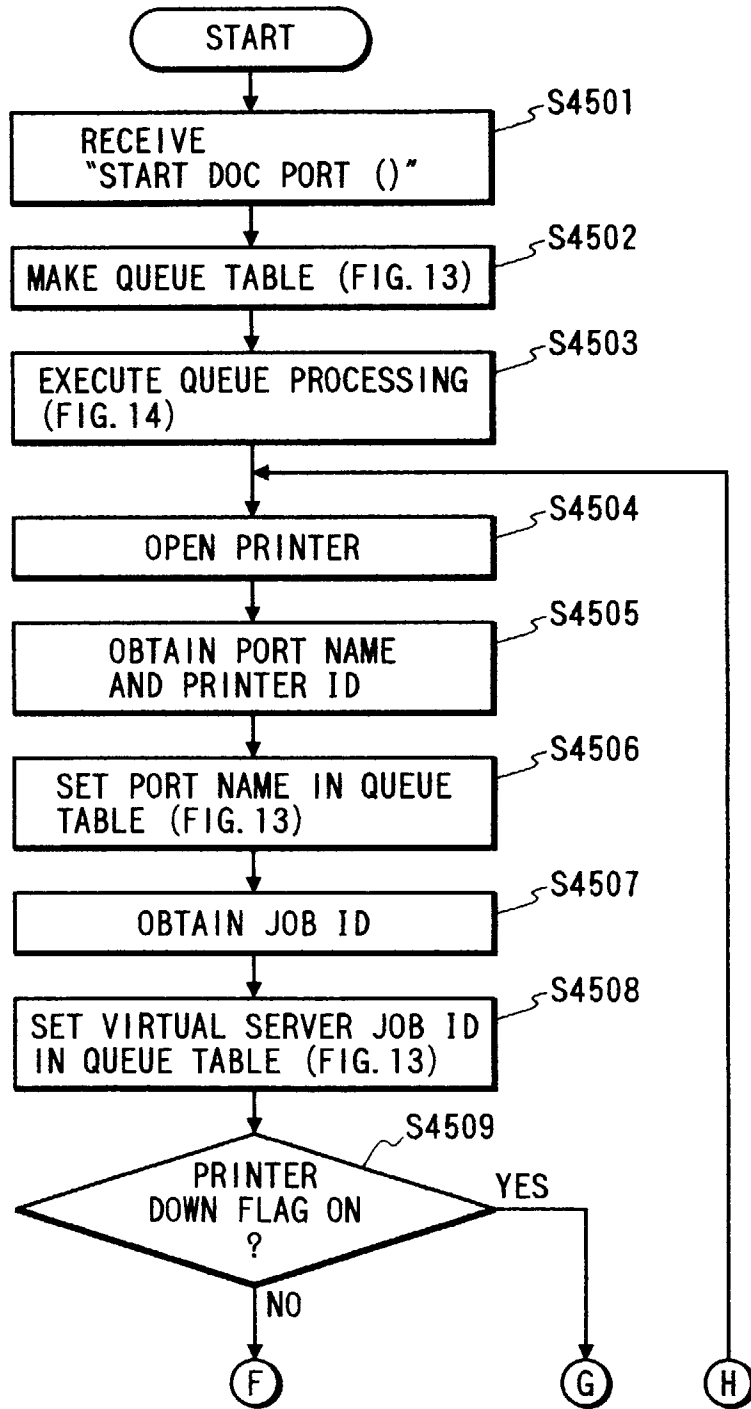 START
S4501
RECEIVE
"START DOC PORT ()"
S4502
MAKE QUEUE TABLE (FIG. 13)
S4503
EXECUTE QUEUE PROCESSING
(FIG. 14)
S4504
OPEN PRINTER
S4505
OBTAIN PORT NAME
AND PRINTER ID
S4506
SET PORT NAME IN QUEUE
TABLE (FIG. 13)
S4507
OBTAIN JOB ID
S4508
SET VIRTUAL SERVER JOB ID
IN QUEUE TABLE (FIG. 13)
S4509
PRINTER
DOWN FLAG ON
?
YES
NO
F
G
H